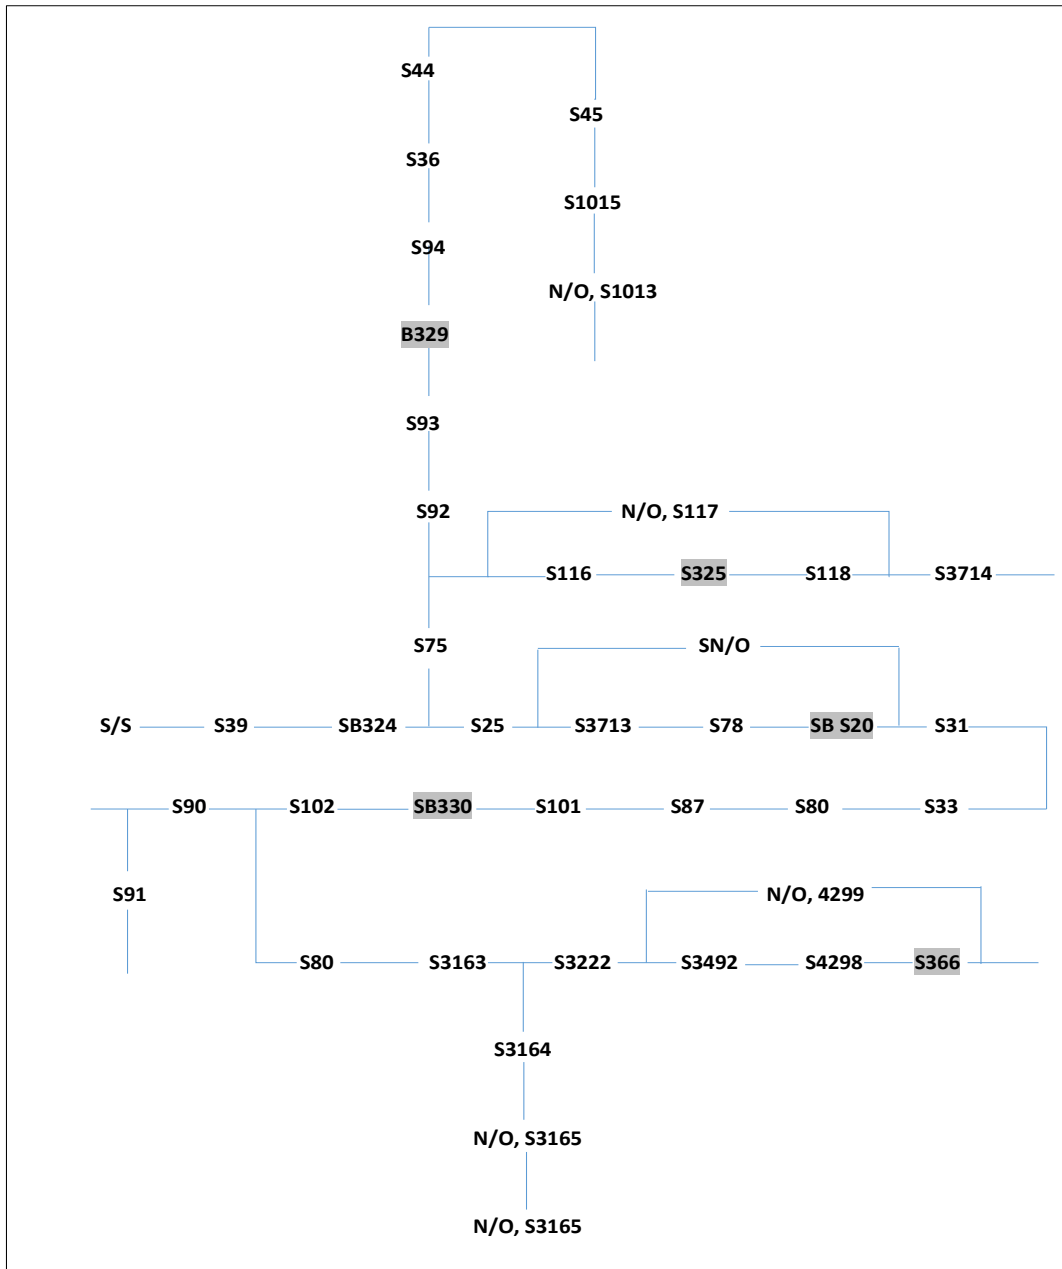 S44
S45
S36
S1015
S94
N/O, S1013
B329
S93
S92
N/O, S117
S116
S325
S118
S3714
S75
SN/O
S/S
S39
SB324
S25
S3713
S78
SB S20
S31
S90
S102
SB330
S101
S87
S80
S33
S91
N/O, 4299
S80
S3163
S3222
S3492
S4298
S366
S3164
N/O, S3165
N/O, S3165